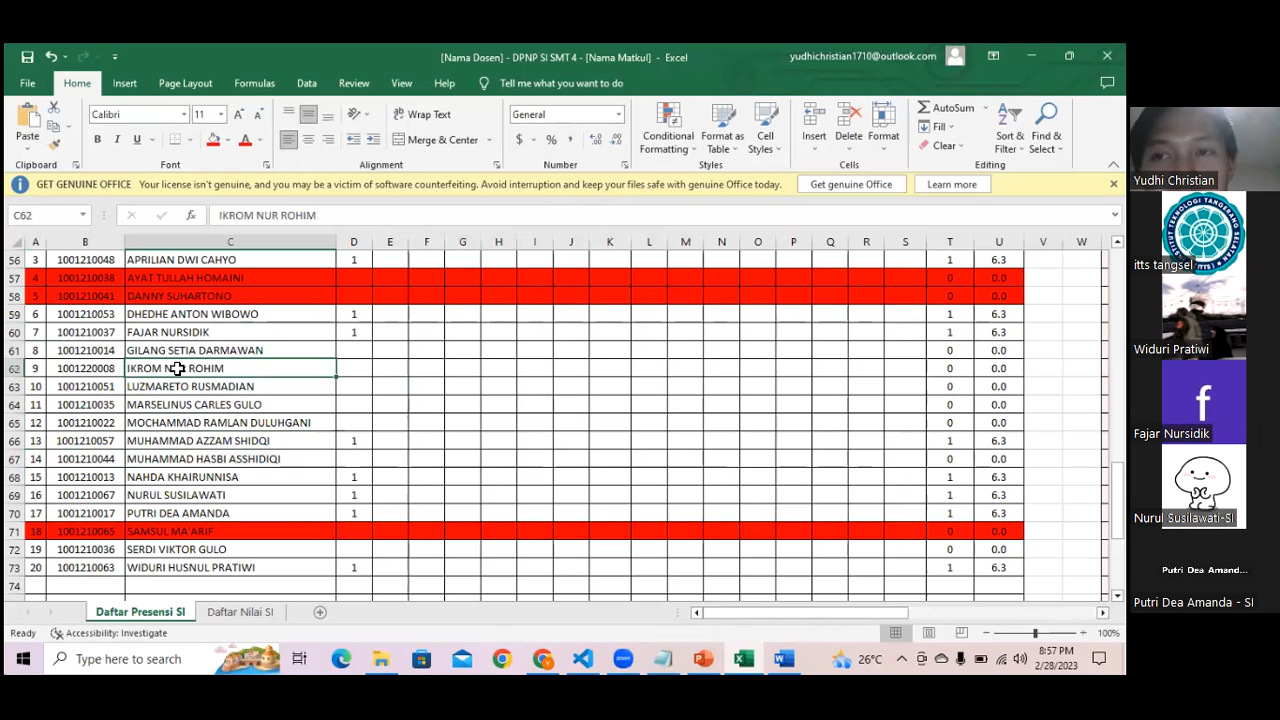 [Nama Dosen] - DPNP SI SMT 4 - [Nama Matkul] - Excel
yudhichristian1710@outlook.com
File Home Insert Page Layout Formulas Data Review View Help Tell me what you want to do
Paste
Clipboard
Calibri 11
B I U
Font
Wrap Text
Merge & Center
Alignment
General
$ % ,
Number
Conditional Formatting
Format as Table
Cell Styles
Styles
Insert
Delete
Format
Cells
AutoSum
Fill
Clear
Sort & Filter
Find & Select
Editing
GET GENUINE OFFICE Your license isn't genuine, and you may be a victim of software counterfeiting. Avoid interruption and keep your files safe with genuine Office today. Get genuine Office Learn more
C62 fx IKROM NUR ROHIM
A B C D E F G H I J K L M N O P Q R S T U V W
56 3 1001210048 APRILIAN DWI CAHYO 1 1 6.3
57 4 1001210038 AYAT TULLAH HOMAINI 0 0.0
58 5 1001210041 DANNY SUHARTONO 0 0.0
59 6 1001210053 DHEDHE ANTON WIBOWO 1 1 6.3
60 7 1001210037 FAJAR NURSIDIK 1 1 6.3
61 8 1001210014 GILANG SETIA DARMAWAN 0 0.0
62 9 1001220008 IKROM NUR ROHIM 0 0.0
63 10 1001210051 LUZMARETO RUSMADIAN 0 0.0
64 11 1001210035 MARSELINUS CARLES GULO 0 0.0
65 12 1001210022 MOCHAMMAD RAMLAN DULUHGANI 0 0.0
66 13 1001210057 MUHAMMAD AZZAM SHIDQI 1 1 6.3
67 14 1001210044 MUHAMMAD HASBI ASSHIDIQI 0 0.0
68 15 1001210013 NAHDA KHAIRUNNISA 1 1 6.3
69 16 1001210067 NURUL SUSILAWATI 1 1 6.3
70 17 1001210017 PUTRI DEA AMANDA 1 1 6.3
71 18 1001210065 SAMSUL MA'ARIF 0 0.0
72 19 1001210036 SERDI VIKTOR GULO 0 0.0
73 20 1001210063 WIDURI HUSNUL PRATIWI 1 1 6.3
74
Daftar Presensi SI Daftar Nilai SI
Ready Accessibility: Investigate 100%
Type here to search
zoom
26°C
8:57 PM
2/28/2023
Yudhi Christian
INSTITUT TEKNOLOGI TANGERANG SELATAN
itts tangsel
Widuri Pratiwi
f
Fajar Nursidik
Nurul Susilawati-SI
Putri Dea Amand...
Putri Dea Amanda - SI